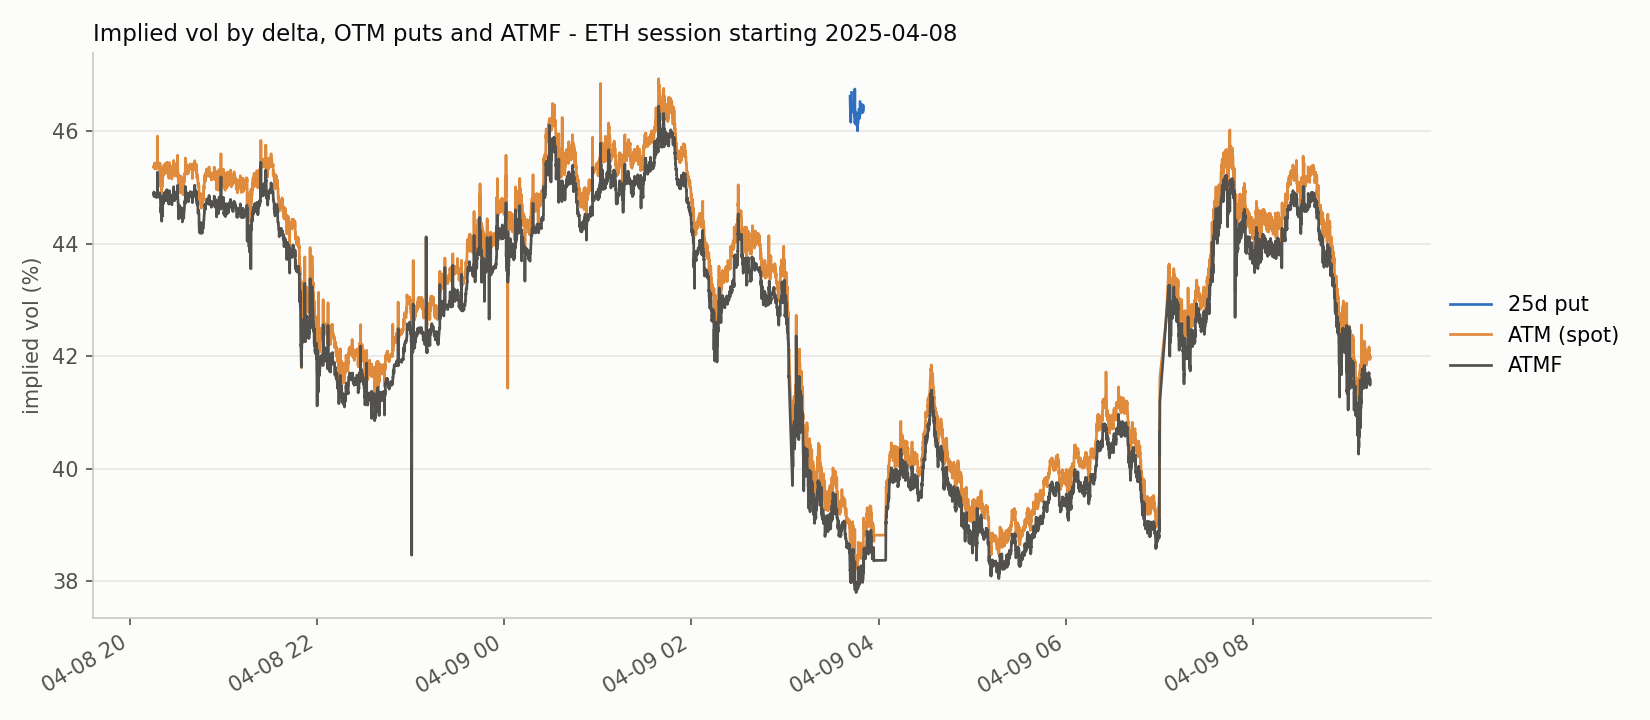 Implied vol by delta, OTM puts and ATMF - ETH session starting 2025-04-08
implied vol (%)
46
44
42
40
38
04-08 20
04-08 22
04-09 00
04-09 02
04-09 04
04-09 06
04-09 08
25d put
ATM (spot)
ATMF